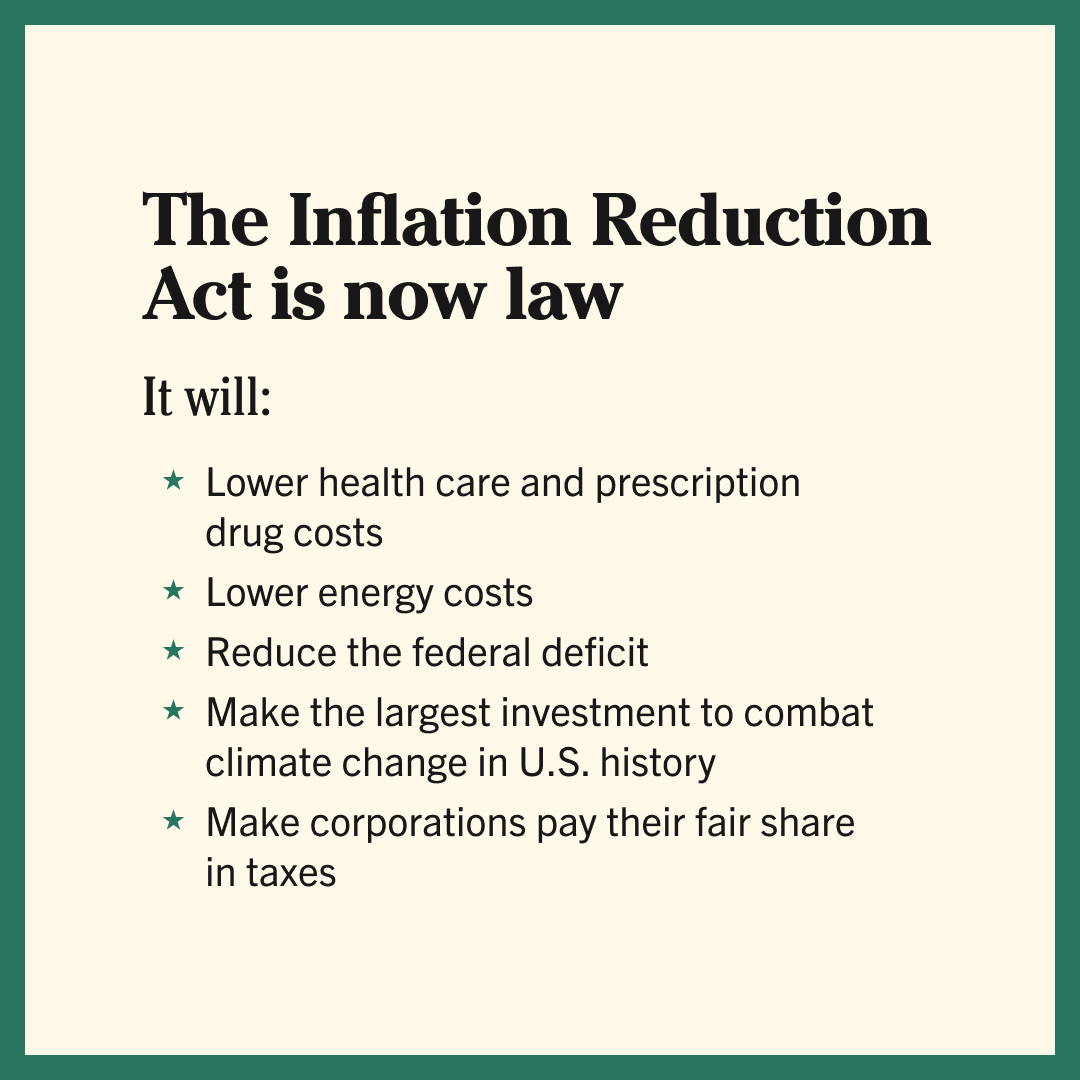 The Inflation Reduction
Act is now law
It will:
★ Lower health care and prescription
drug costs
★ Lower energy costs
★ Reduce the federal deficit
★ Make the largest investment to combat
climate change in U.S. history
★ Make corporations pay their fair share
in taxes